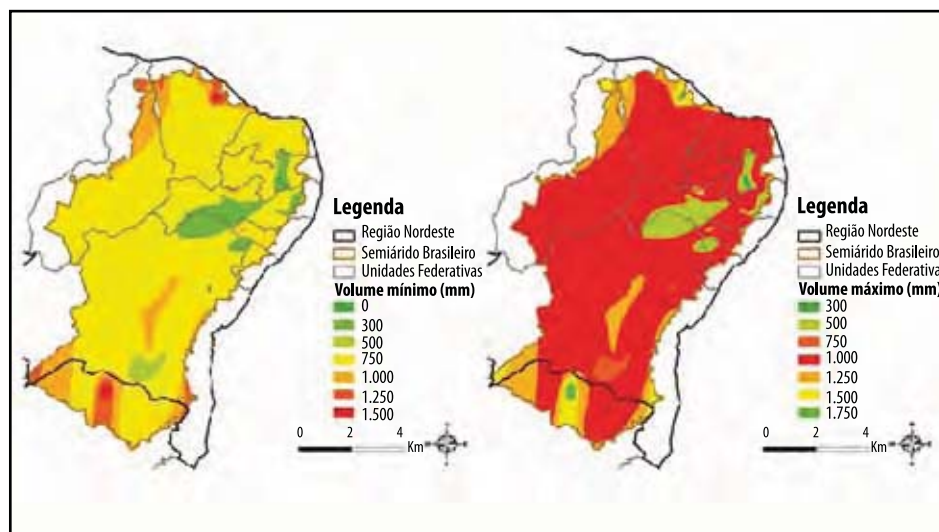 Legenda
Região Nordeste
Semiárido Brasileiro
Unidades Federativas
Volume mínimo (mm)
0
300
500
750
1.000
1.250
1.500
0 2 4
Km
Legenda
Região Nordeste
Semiárido Brasileiro
Unidades Federativas
Volume máximo (mm)
300
500
750
1.000
1.250
1.500
1.750
0 2 4
Km